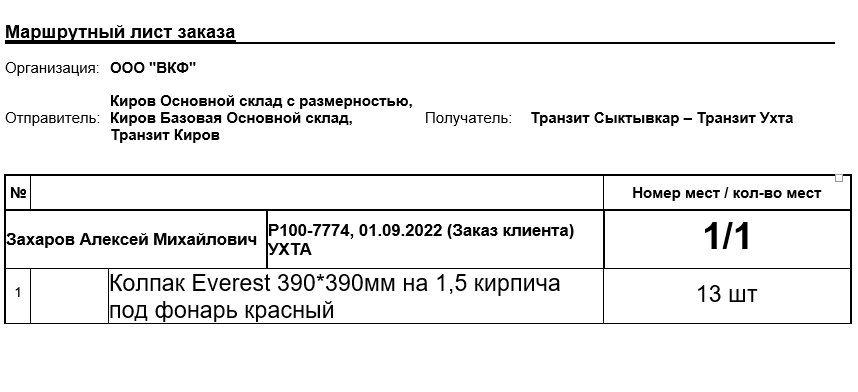 Маршрутный лист заказа
Организация: ООО "ВКФ"
Отправитель: Киров Основной склад с размерностью,
Киров Базовая Основной склад,
Транзит Киров
Получатель: Транзит Сыктывкар – Транзит Ухта
№ Номер мест / кол-во мест
Захаров Алексей Михайлович
Р100-7774, 01.09.2022 (Заказ клиента)
УХТА
1/1
1
Колпак Everest 390*390мм на 1,5 кирпича
под фонарь красный
13 шт